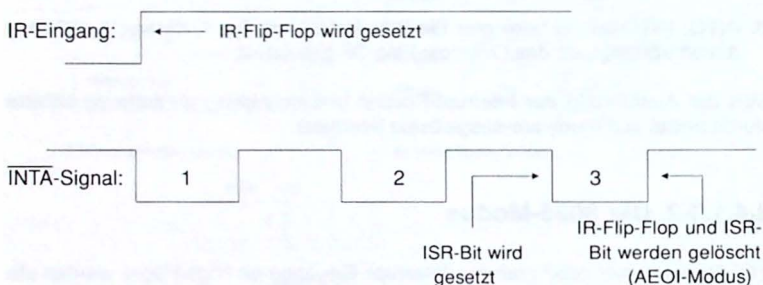 IR-Eingang:
IR-Flip-Flop wird gesetzt
INTA-Signal:
1
2
3
ISR-Bit wird
gesetzt
IR-Flip-Flop und ISR-
Bit werden gelöscht
(AEOI-Modus)